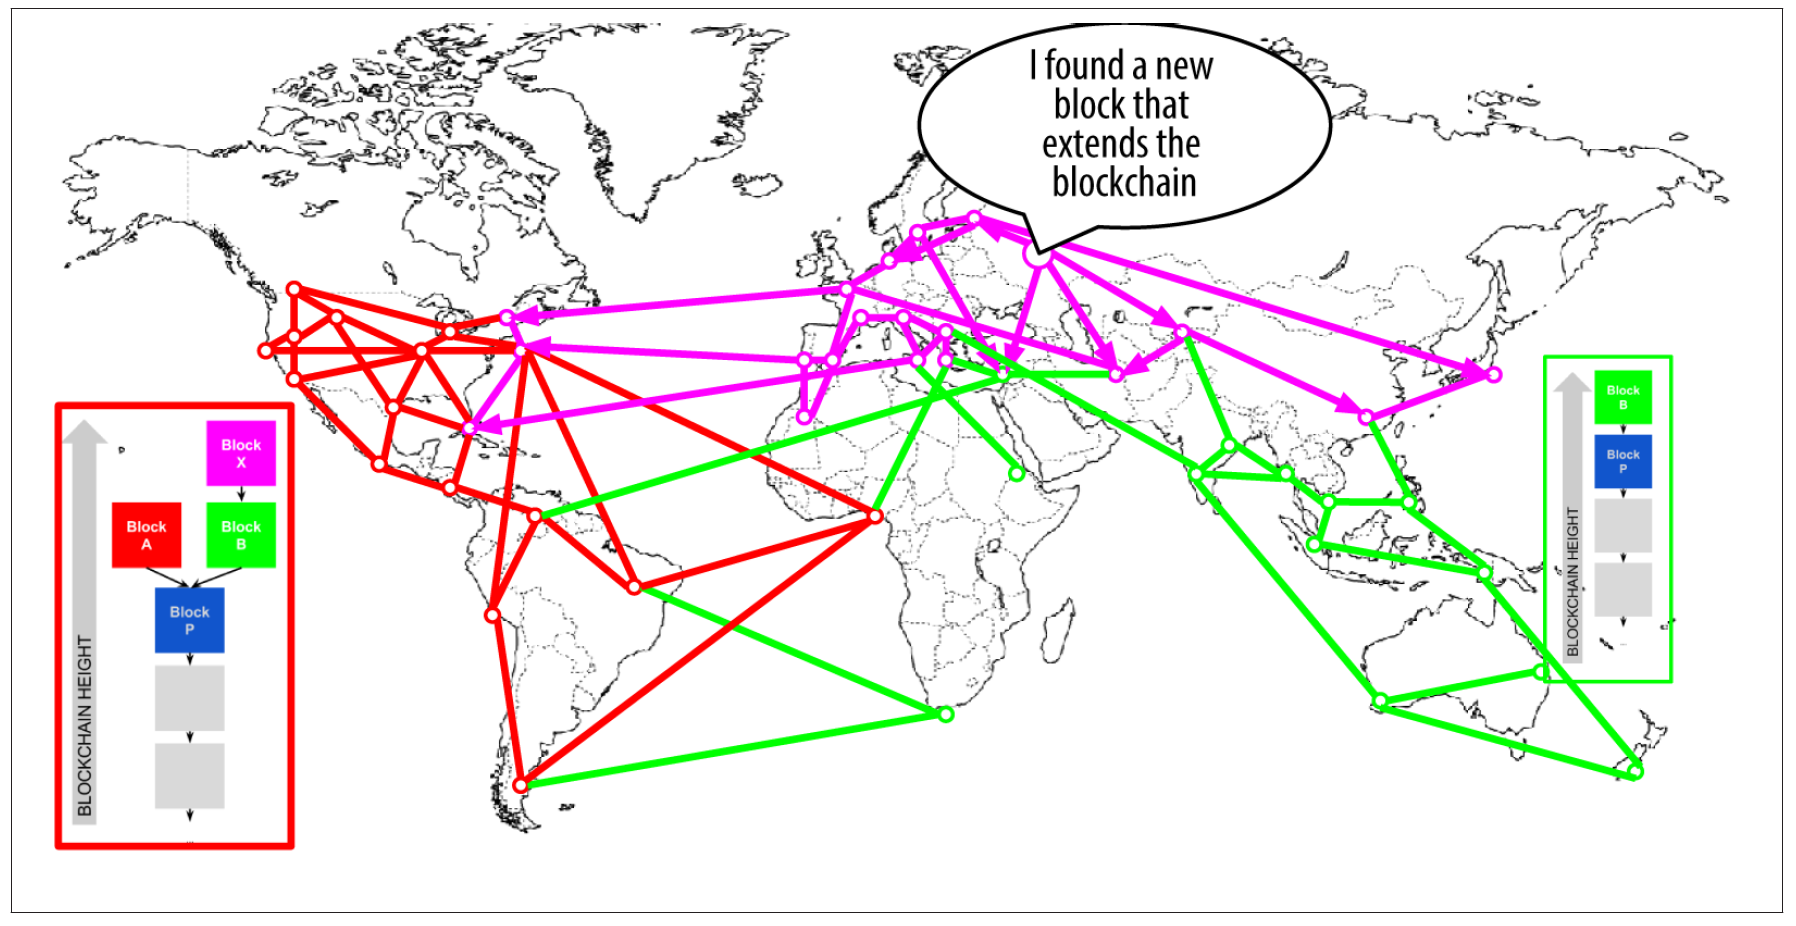 I found a new
block that
extends the
blockchain
Block
X
Block
A
Block
B
Block
P
BLOCKCHAIN HEIGHT
...
Block
B
Block
P
BLOCKCHAIN HEIGHT